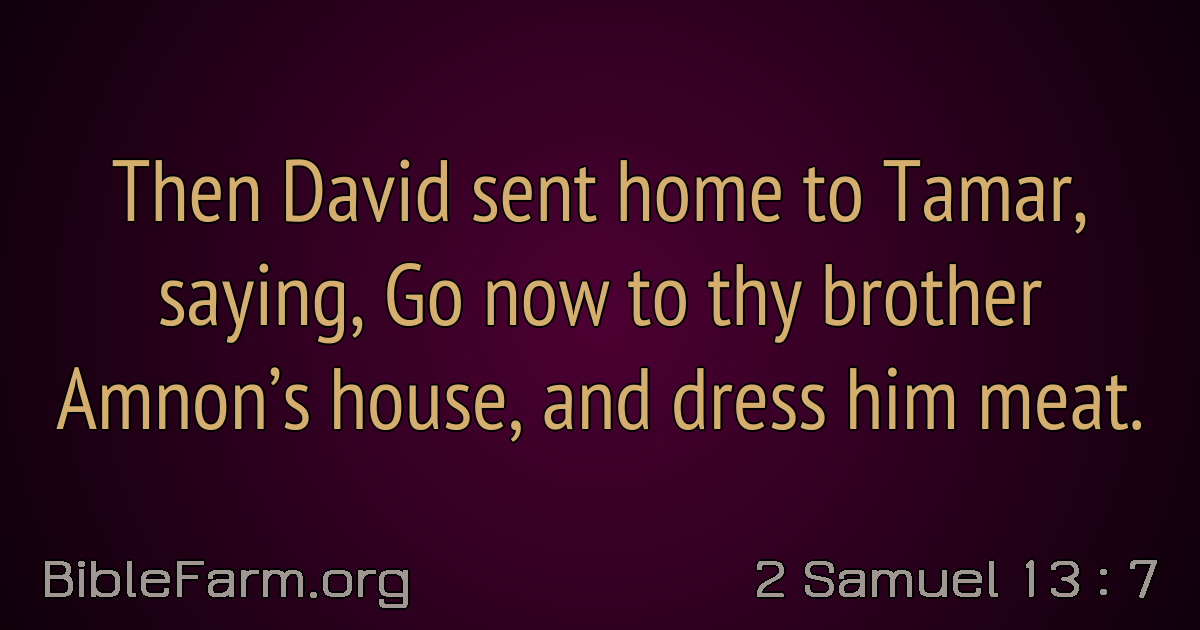 Then David sent home to Tamar,
saying, Go now to thy brother
Amnon’s house, and dress him meat.
BibleFarm.org
2 Samuel 13 : 7